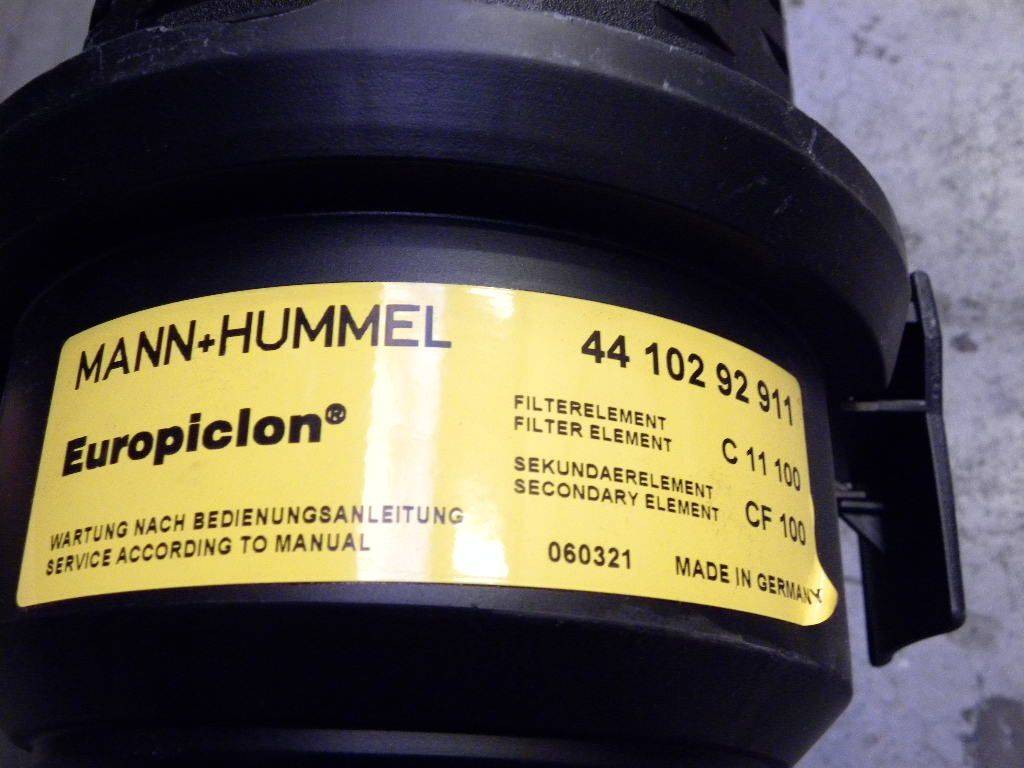 MANN+HUMMEL
Europiclon®
WARTUNG NACH BEDIENUNGSANLEITUNG
SERVICE ACCORDING TO MANUAL
44 102 92 911
FILTERELEMENT
FILTER ELEMENT C 11 100
SEKUNDAERELEMENT
SECONDARY ELEMENT CF 100
060321 MADE IN GERMANY